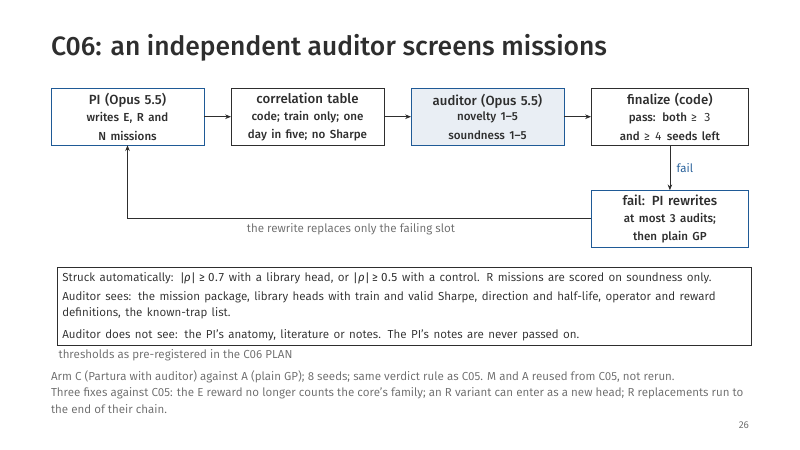 C06: an independent auditor screens missions
PI (Opus 5.5)
writes E, R and
N missions
correlation table
code; train only; one
day in five; no Sharpe
auditor (Opus 5.5)
novelty 1–5
soundness 1–5
finalize (code)
pass: both ≥ 3
and ≥ 4 seeds left
fail
fail: PI rewrites
at most 3 audits;
then plain GP
the rewrite replaces only the failing slot
Struck automatically: |ρ| ≥ 0.7 with a library head, or |ρ| ≥ 0.5 with a control. R missions are scored on soundness only.
Auditor sees: the mission package, library heads with train and valid Sharpe, direction and half-life, operator and reward
definitions, the known-trap list.
Auditor does not see: the PI’s anatomy, literature or notes. The PI’s notes are never passed on.
thresholds as pre-registered in the C06 PLAN
Arm C (Partura with auditor) against A (plain GP); 8 seeds; same verdict rule as C05. M and A reused from C05, not rerun.
Three fixes against C05: the E reward no longer counts the core’s family; an R variant can enter as a new head; R replacements run to
the end of their chain.
26